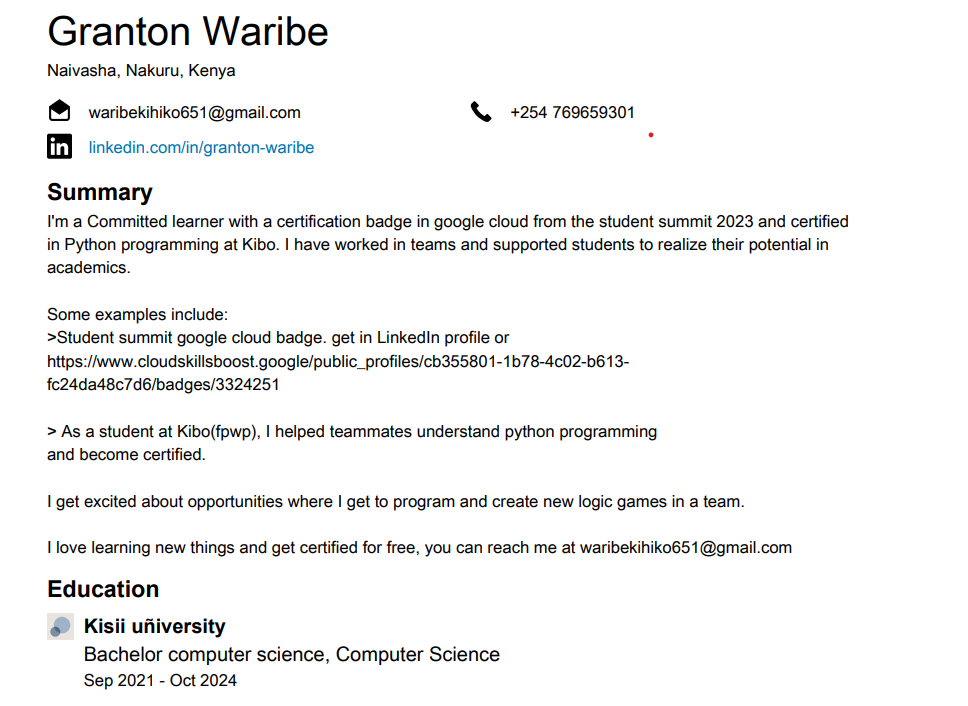 Granton Waribe
Naivasha, Nakuru, Kenya
waribekihiko651@gmail.com
+254 769659301
in
linkedin.com/in/granton-waribe
Summary
I'm a Committed learner with a certification badge in google cloud from the student summit 2023 and certified
in Python programming at Kibo. I have worked in teams and supported students to realize their potential in
academics.
Some examples include:
>Student summit google cloud badge. get in LinkedIn profile or
https://www.cloudskillsboost.google/public_profiles/cb355801-1b78-4c02-b613-
fc24da48c7d6/badges/3324251
> As a student at Kibo(fpwp), I helped teammates understand python programming
and become certified.
I get excited about opportunities where I get to program and create new logic games in a team.
I love learning new things and get certified for free, you can reach me at waribekihiko651@gmail.com
Education
Kisii uñiversity
Bachelor computer science, Computer Science
Sep 2021 - Oct 2024